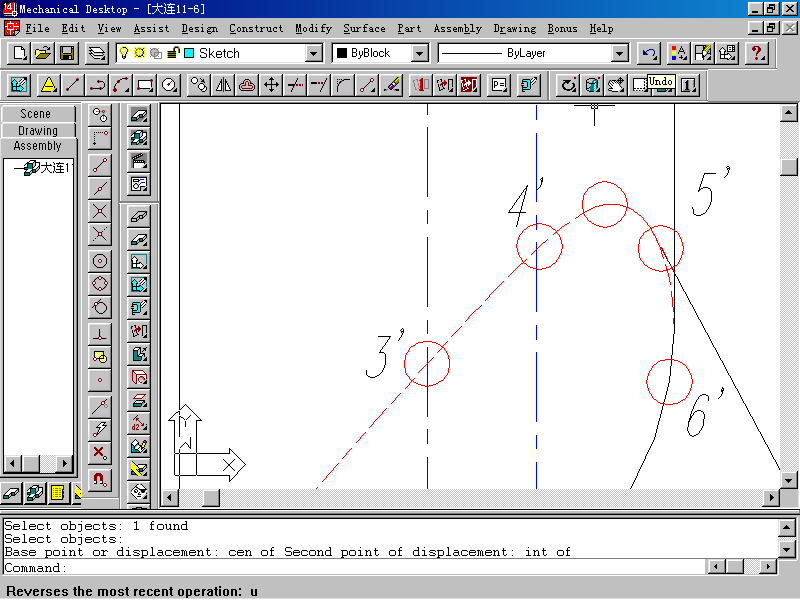 Mechanical Desktop - [大连11-6]
File Edit View Assist Design Construct Modify Surface Part Assembly Drawing Bonus Help
Sketch ByBlock ByLayer
Undo
Scene
Drawing
Assembly
大连1
4'
5'
3'
6'
Y
W
X
Select objects: 1 found
Select objects:
Base point or displacement: cen of Second point of displacement: int of
Command:
Reverses the most recent operation: u